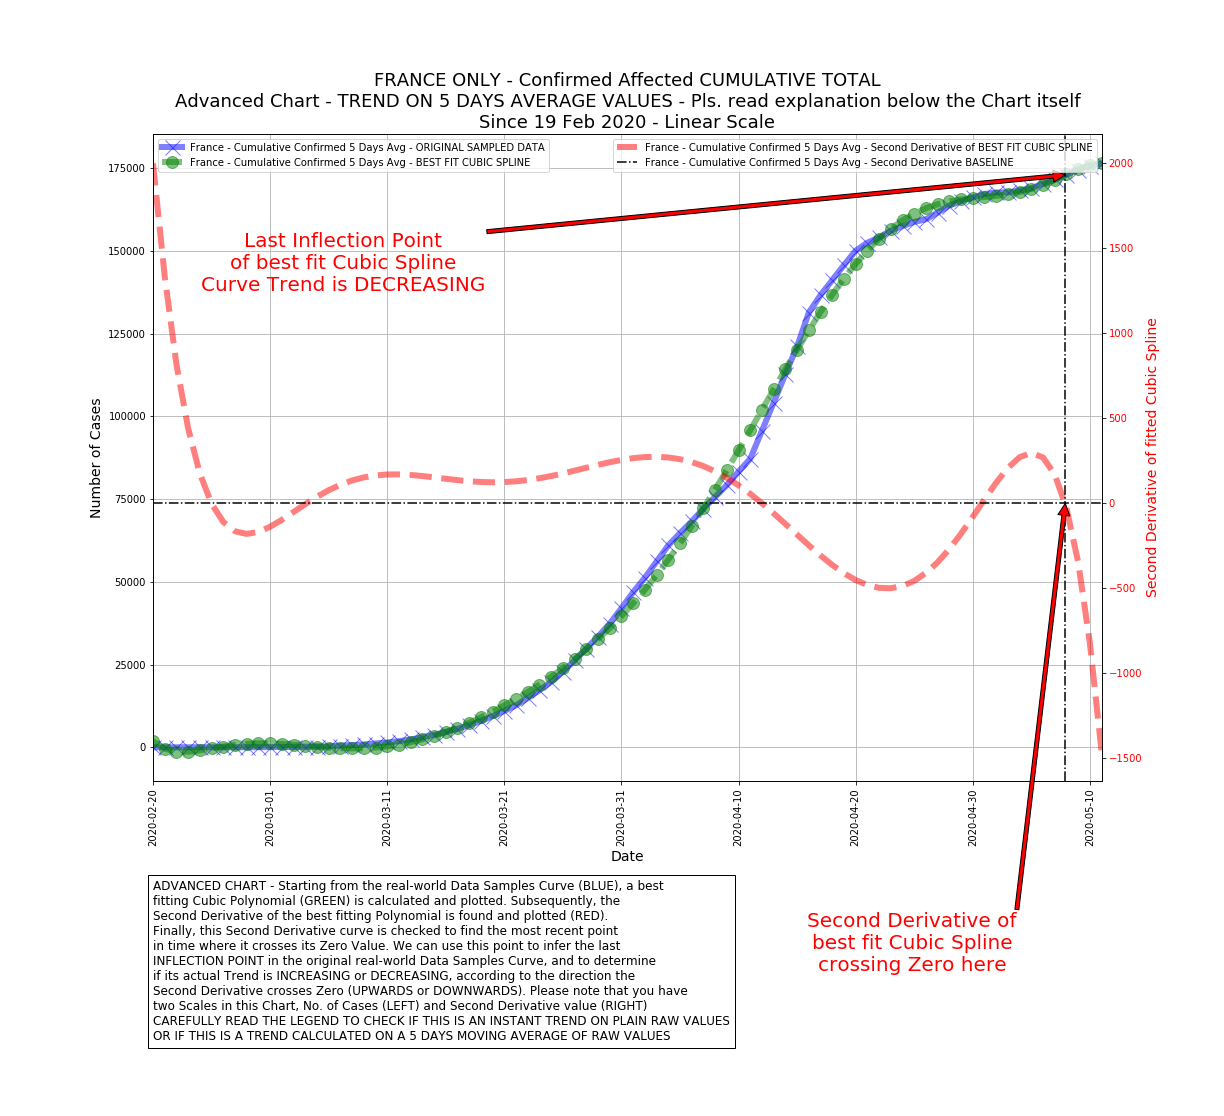 FRANCE ONLY - Confirmed Affected CUMULATIVE TOTAL
Advanced Chart - TREND ON 5 DAYS AVERAGE VALUES - Pls. read explanation below the Chart itself
Since 19 Feb 2020 - Linear Scale
France - Cumulative Confirmed 5 Days Avg - ORIGINAL SAMPLED DATA
France - Cumulative Confirmed 5 Days Avg - BEST FIT CUBIC SPLINE
France - Cumulative Confirmed 5 Days Avg - Second Derivative of BEST FIT CUBIC SPLINE
France - Cumulative Confirmed 5 Days Avg - Second Derivative BASELINE
Last Inflection Point
of best fit Cubic Spline
Curve Trend is DECREASING
Number of Cases
175000
150000
125000
100000
75000
50000
25000
0
2000
1500
1000
500
0
−500
−1000
−1500
Second Derivative of fitted Cubic Spline
2020-02-20
2020-03-01
2020-03-11
2020-03-21
2020-03-31
2020-04-10
2020-04-20
2020-04-30
2020-05-10
Date
ADVANCED CHART - Starting from the real-world Data Samples Curve (BLUE), a best
fitting Cubic Polynomial (GREEN) is calculated and plotted. Subsequently, the
Second Derivative of the best fitting Polynomial is found and plotted (RED).
Finally, this Second Derivative curve is checked to find the most recent point
in time where it crosses its Zero Value. We can use this point to infer the last
INFLECTION POINT in the original real-world Data Samples Curve, and to determine
if its actual Trend is INCREASING or DECREASING, according to the direction the
Second Derivative crosses Zero (UPWARDS or DOWNWARDS). Please note that you have
two Scales in this Chart, No. of Cases (LEFT) and Second Derivative value (RIGHT)
CAREFULLY READ THE LEGEND TO CHECK IF THIS IS AN INSTANT TREND ON PLAIN RAW VALUES
OR IF THIS IS A TREND CALCULATED ON A 5 DAYS MOVING AVERAGE OF RAW VALUES
Second Derivative of
best fit Cubic Spline
crossing Zero here